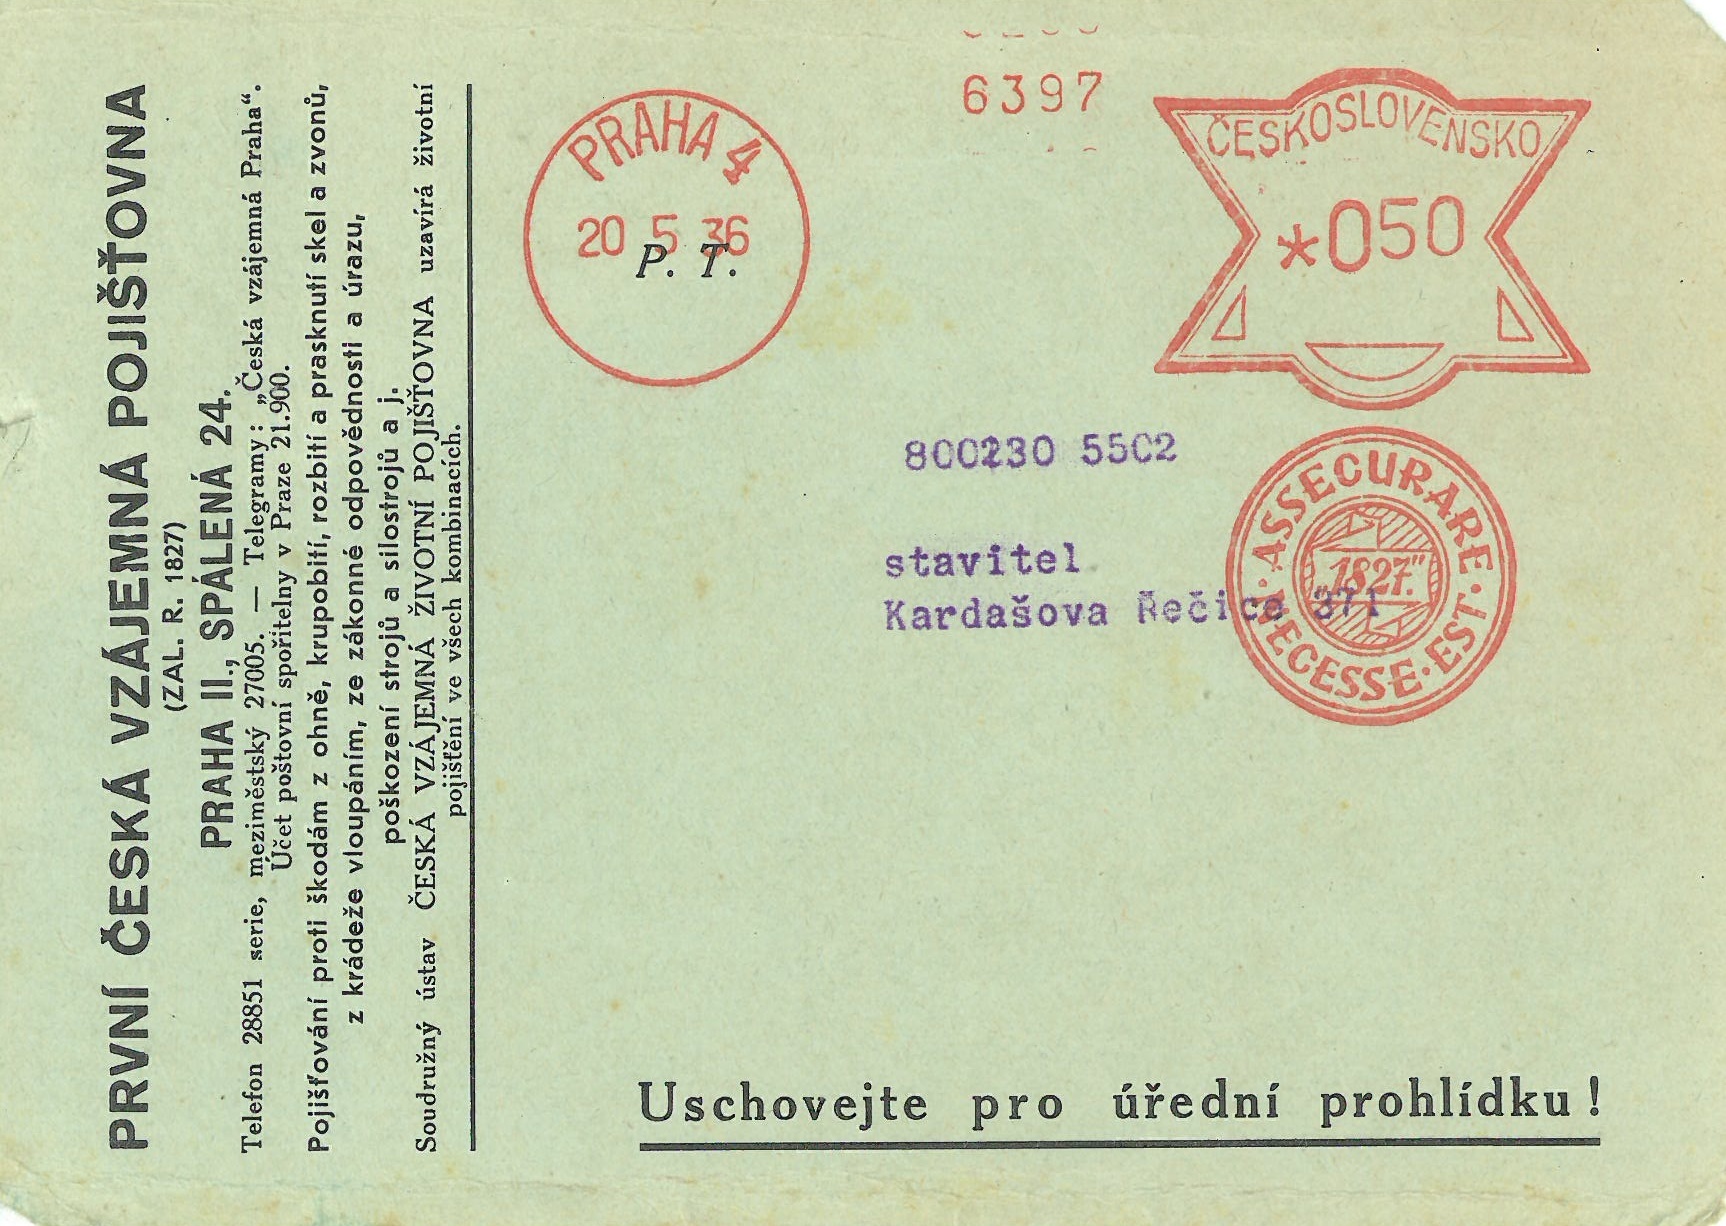 PRVNÍ ČESKÁ VZÁJEMNÁ POJIŠŤOVNA
(ZAL. R. 1827)
PRAHA II., SPÁLENÁ 24.
Telefon 28851 serie, meziměstský 27005. — Telegramy: „Česká vzájemná Praha“.
Účet poštovní spořitelny v Praze 21.900.
Pojišťování proti škodám z ohně, krupobití, rozbití a prasknutí skel a zvonů,
z krádeže vloupáním, ze zákonné odpovědnosti a úrazu,
poškození strojů a silostrojů a j.
Soudružný ústav ČESKÁ VZÁJEMNÁ ŽIVOTNÍ POJIŠŤOVNA uzavírá životní
pojištění ve všech kombinacích.
PRAHA 4
20 5 36
P. T.
6397
ČESKOSLOVENSKO
*050
800230 5502
stavitel
Kardašova Řečice 371
ASSECURARE · NECESSE · EST ·
"1827."
Uschovejte pro úřední prohlídku!